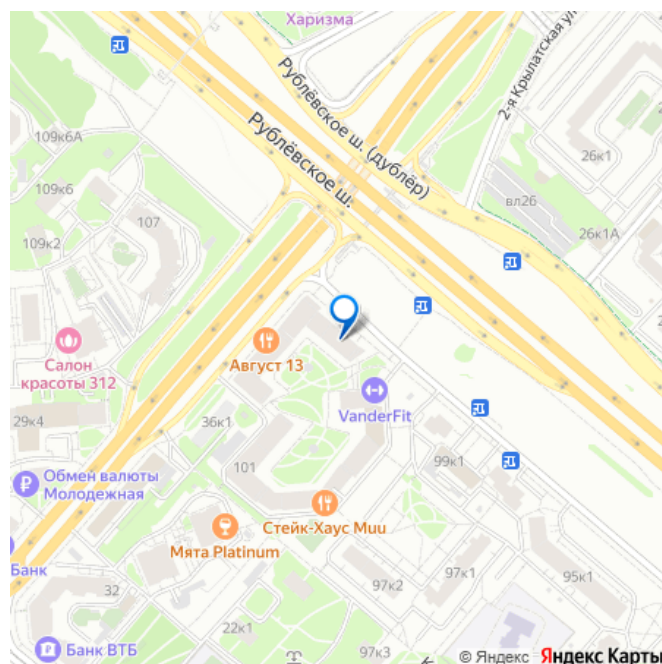 Харизма
2-я Крылатская ул
Рублёвское ш. (дублёр)
Рублёвское ш.
109к6А
26к1
109к6
вл26
107
109к2
26к1А
Август 13
Салон
красоты 312
VanderFit
29к4
36к1
101
99к1
Обмен валюты
Молодежная
Стейк-Хаус Muu
Мята Platinum
Банк
97к2
97к1
95к1
32
22к1
Банк ВТБ
97к3
© Яндекс Яндекс Карты